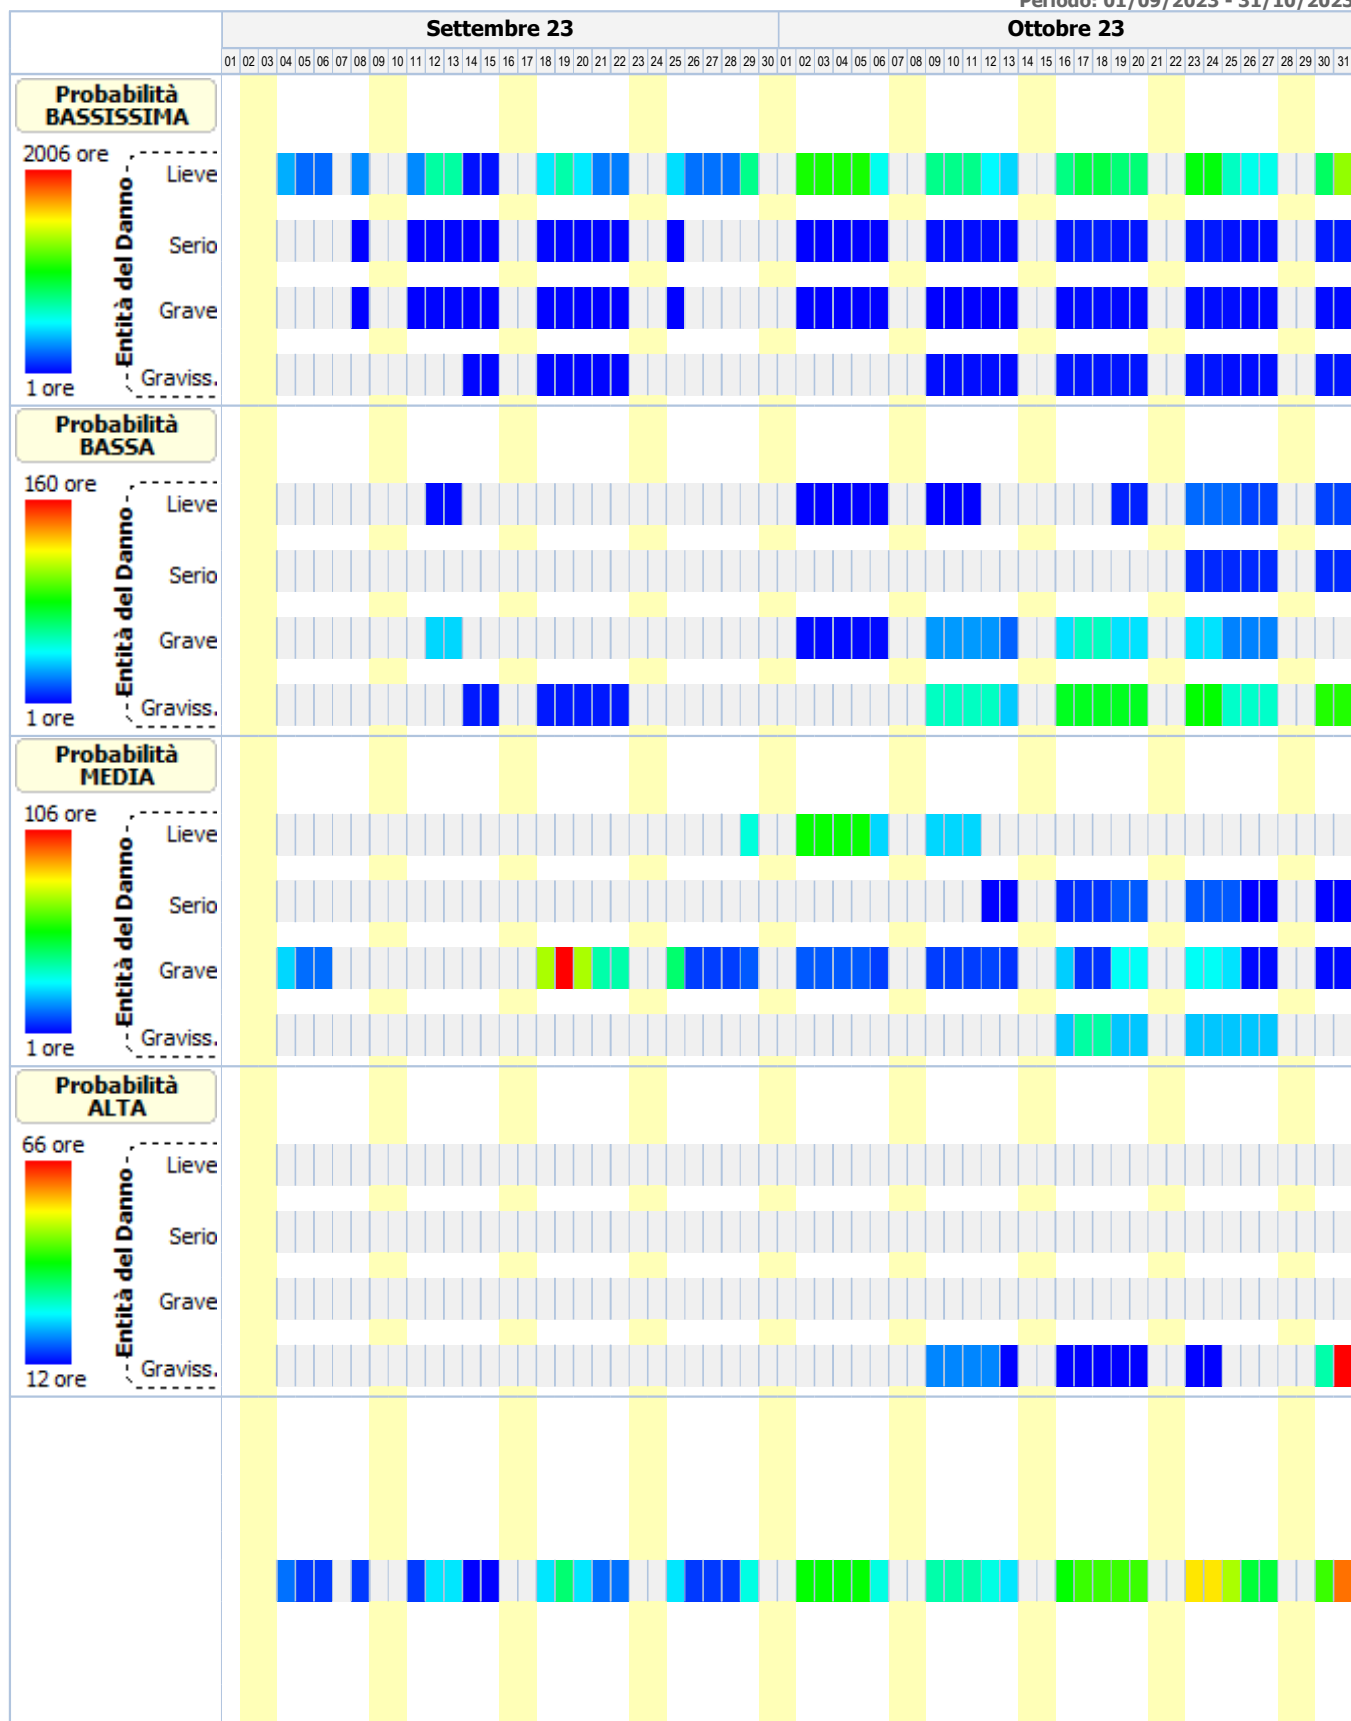 Periodo: 01/09/2023 - 31/10/2023
Settembre 23 Ottobre 23
01 02 03 04 05 06 07 08 09 10 11 12 13 14 15 16 17 18 19 20 21 22 23 24 25 26 27 28 29 30 01 02 03 04 05 06 07 08 09 10 11 12 13 14 15 16 17 18 19 20 21 22 23 24 25 26 27 28 29 30 31
Probabilità
BASSISSIMA
2006 ore
Entità del Danno
Lieve
Serio
Grave
Graviss.
1 ore
Probabilità
BASSA
160 ore
Entità del Danno
Lieve
Serio
Grave
Graviss.
1 ore
Probabilità
MEDIA
106 ore
Entità del Danno
Lieve
Serio
Grave
Graviss.
1 ore
Probabilità
ALTA
66 ore
Entità del Danno
Lieve
Serio
Grave
Graviss.
12 ore